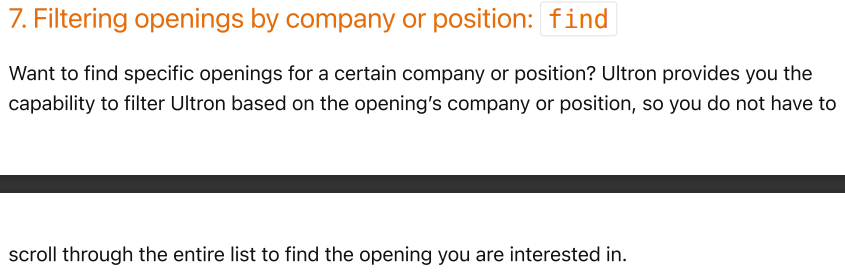 7. Filtering openings by company or position: find
Want to find specific openings for a certain company or position? Ultron provides you the
capability to filter Ultron based on the opening’s company or position, so you do not have to
scroll through the entire list to find the opening you are interested in.